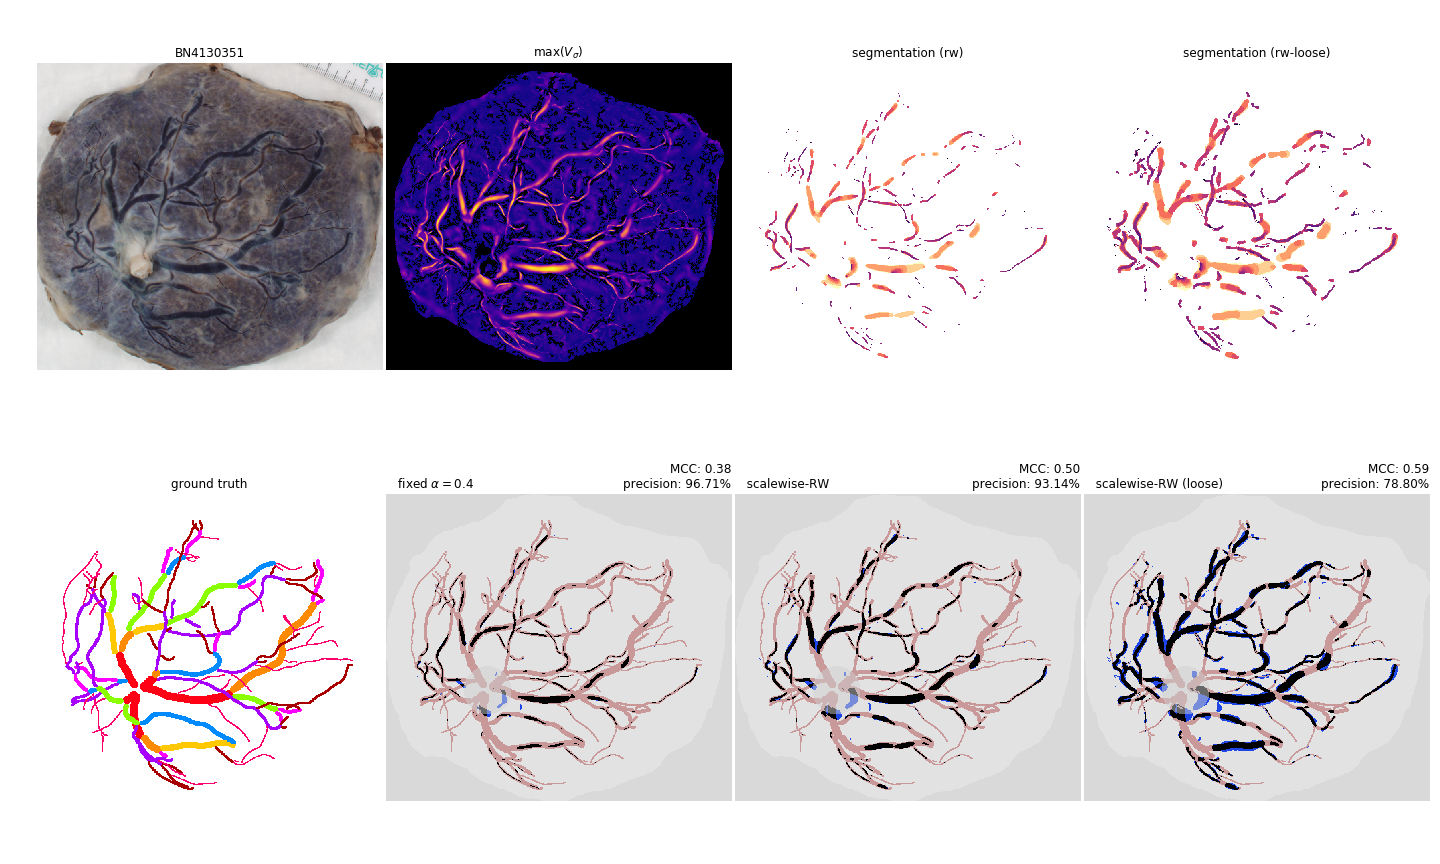 BN4130351
max(V_σ)
segmentation (rw)
segmentation (rw-loose)
ground truth
MCC: 0.38
fixed α = 0.4 precision: 96.71%
MCC: 0.50
scalewise-RW precision: 93.14%
MCC: 0.59
scalewise-RW (loose) precision: 78.80%